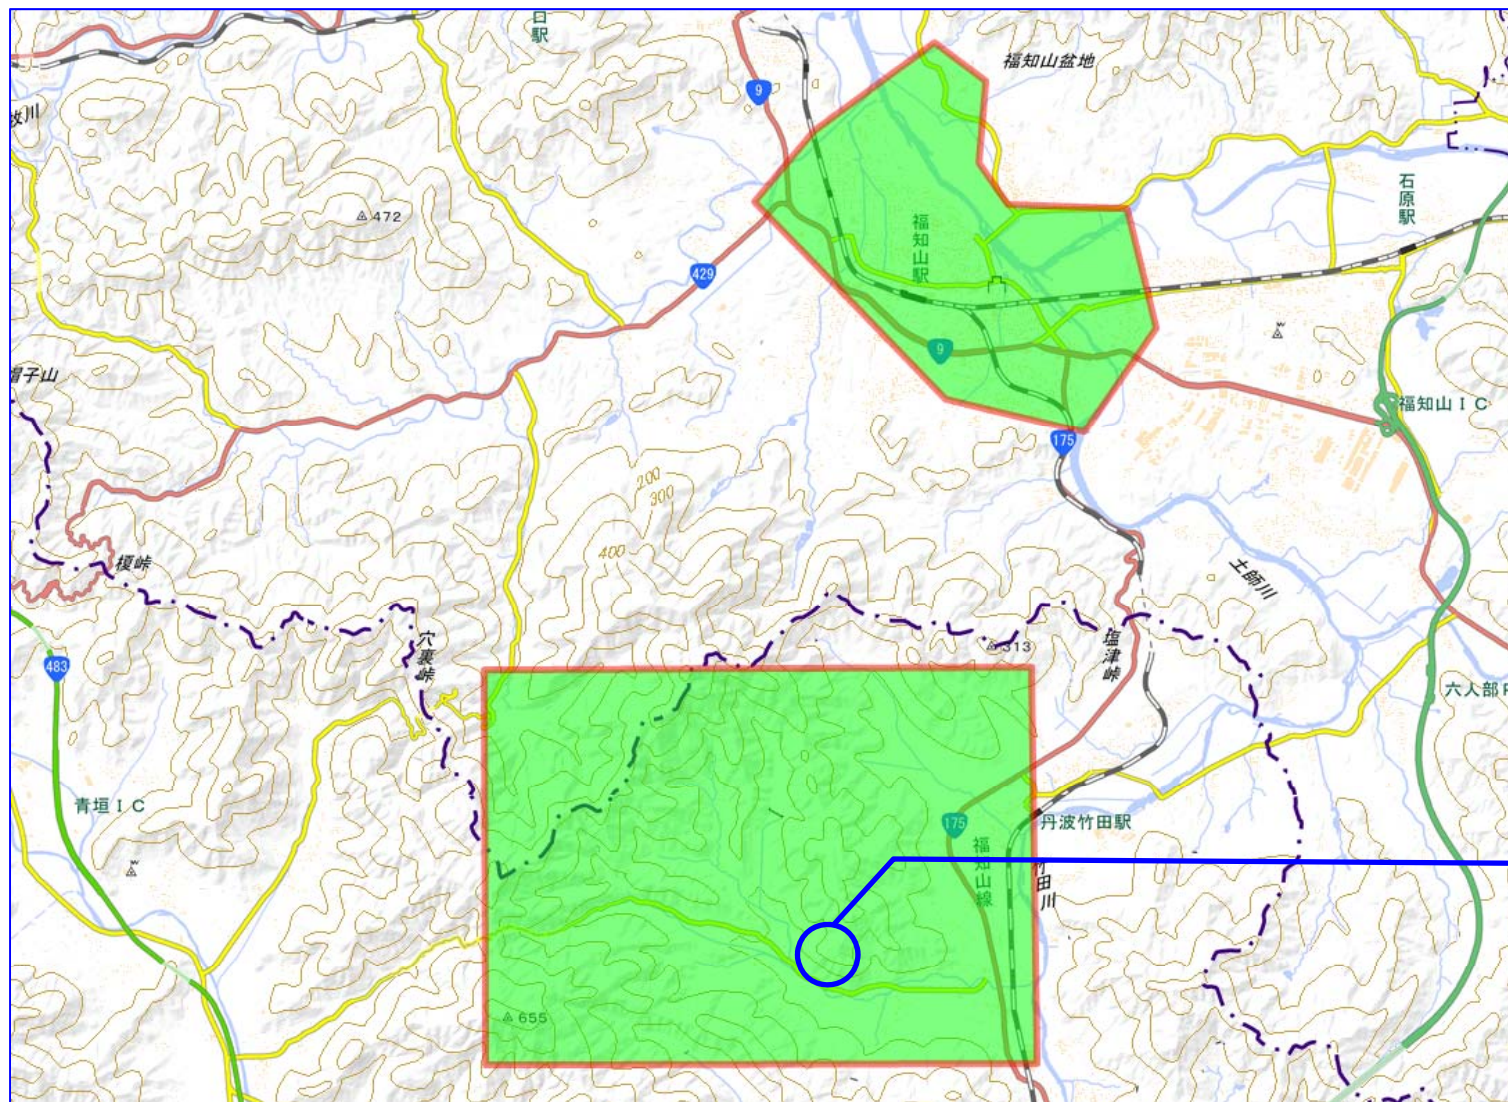 駅
福知山盆地
9
石原駅
472
福知山駅
429
帽子山
9
福知山IC
175
200
300
400
榎峠
土師川
穴裏峠
塩津峠
313
483
六人部P
青垣IC
175
丹波竹田駅
福知山線
竹田川
655